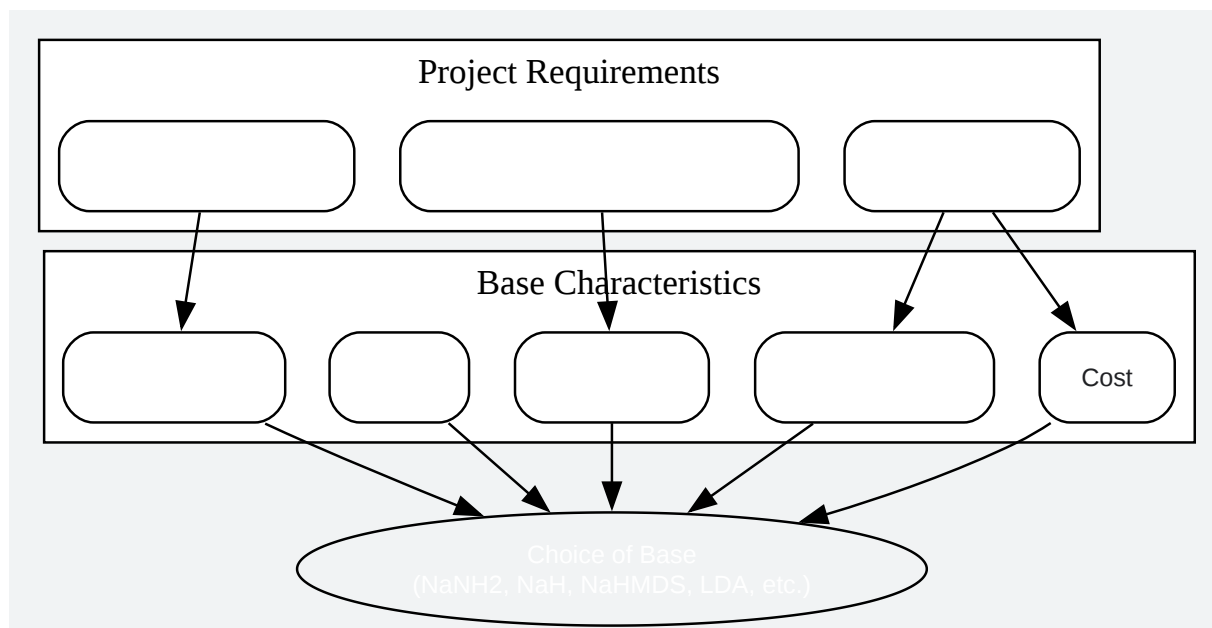 Project Requirements
Base Characteristics
Cost
Choice of Base
(NaNH2, NaH, NaHMDS, LDA, etc.)